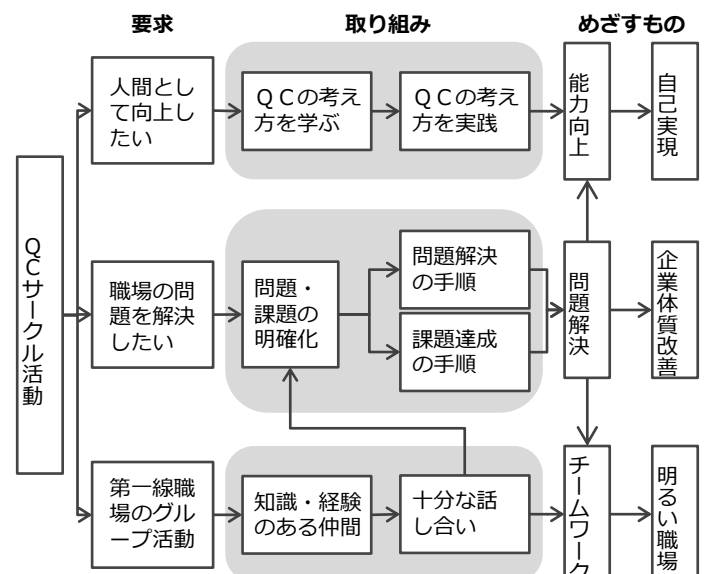 要求
取り組み
めざすもの
QCサークル活動
人間とし
て向上し
たい
QCの考え
方を学ぶ
QCの考え
方を実践
能力向上
自己実現
職場の問
題を解決
したい
問題・
課題の
明確化
問題解決
の手順
課題達成
の手順
問題解決
企業体質改善
第一線職
場のグル
ープ活動
知識・経験
のある仲間
十分な話
し合い
チームワーク
明るい職場